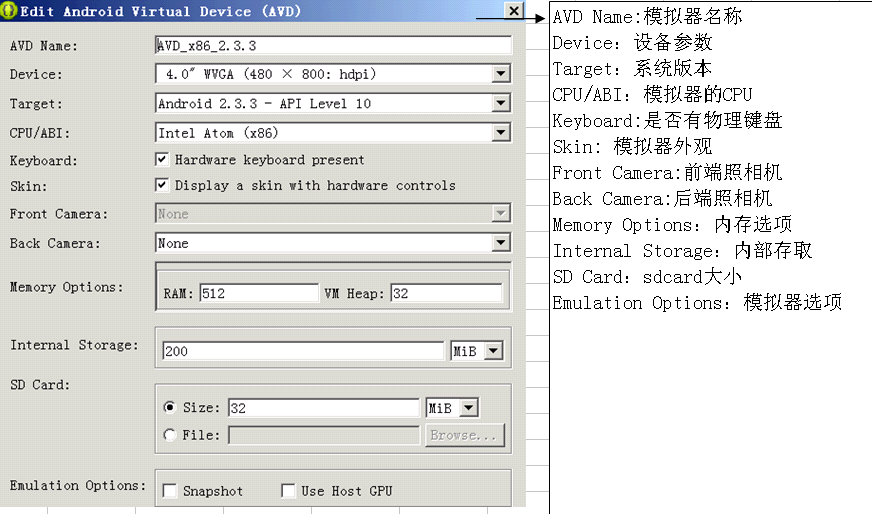 Edit Android Virtual Device (AVD)
AVD Name: AVD_x86_2.3.3
Device: 4.0″ WVGA (480 × 800: hdpi)
Target: Android 2.3.3 - API Level 10
CPU/ABI: Intel Atom (x86)
Keyboard: Hardware keyboard present
Skin: Display a skin with hardware controls
Front Camera: None
Back Camera: None
Memory Options: RAM: 512 VM Heap: 32
Internal Storage: 200 MiB
SD Card:
Size: 32 MiB
File: Browse...
Emulation Options: Snapshot Use Host GPU
AVD Name:模拟器名称
Device: 设备参数
Target: 系统版本
CPU/ABI: 模拟器的CPU
Keyboard:是否有物理键盘
Skin: 模拟器外观
Front Camera:前端照相机
Back Camera:后端照相机
Memory Options: 内存选项
Internal Storage: 内部存取
SD Card: sdcard大小
Emulation Options: 模拟器选项